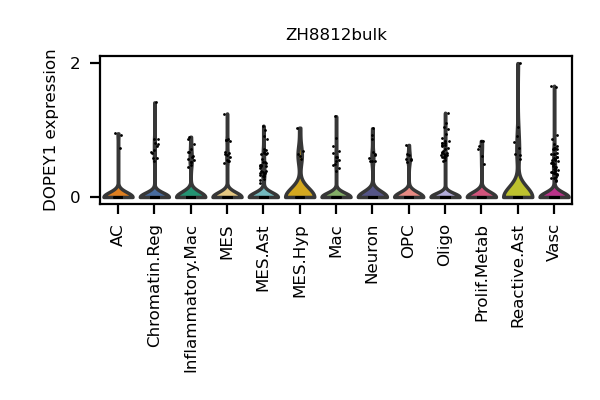 ZH8812bulk
DOPEY1 expression
2
0
AC
Chromatin.Reg
Inflammatory.Mac
MES
MES.Ast
MES.Hyp
Mac
Neuron
OPC
Oligo
Prolif.Metab
Reactive.Ast
Vasc